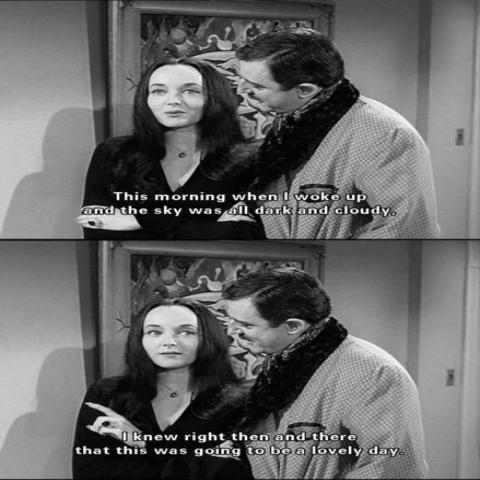 This morning when I woke up
and the sky was all dark and cloudy,
I knew right then and there
that this was going to be a lovely day.